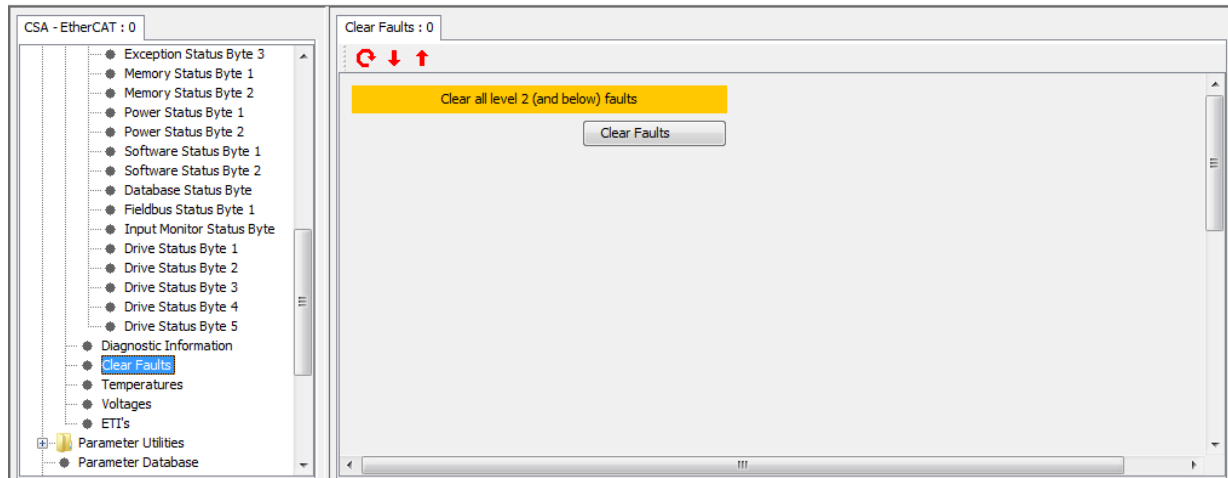 CSA - EtherCAT : 0
Exception Status Byte 3
Memory Status Byte 1
Memory Status Byte 2
Power Status Byte 1
Power Status Byte 2
Software Status Byte 1
Software Status Byte 2
Database Status Byte
Fieldbus Status Byte 1
Input Monitor Status Byte
Drive Status Byte 1
Drive Status Byte 2
Drive Status Byte 3
Drive Status Byte 4
Drive Status Byte 5
Diagnostic Information
Clear Faults
Temperatures
Voltages
ETI's
Parameter Utilities
Parameter Database
Clear Faults : 0
Clear all level 2 (and below) faults
Clear Faults